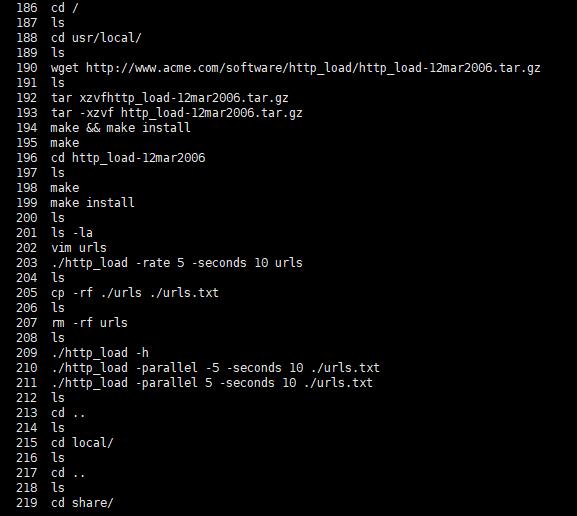 186 cd /
187 ls
188 cd usr/local/
189 ls
190 wget http://www.acme.com/software/http_load/http_load-12mar2006.tar.gz
191 ls
192 tar xzvfhttp_load-12mar2006.tar.gz
193 tar -xzvf http_load-12mar2006.tar.gz
194 make && make install
195 make
196 cd http_load-12mar2006
197 ls
198 make
199 make install
200 ls
201 ls -la
202 vim urls
203 ./http_load -rate 5 -seconds 10 urls
204 ls
205 cp -rf ./urls ./urls.txt
206 ls
207 rm -rf urls
208 ls
209 ./http_load -h
210 ./http_load -parallel -5 -seconds 10 ./urls.txt
211 ./http_load -parallel 5 -seconds 10 ./urls.txt
212 ls
213 cd ..
214 ls
215 cd local/
216 ls
217 cd ..
218 ls
219 cd share/